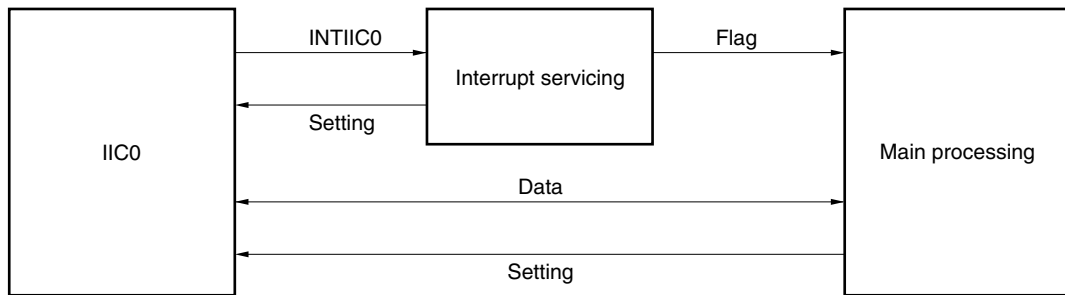 INTIIC0
Flag
Interrupt servicing
Setting
IIC0
Main processing
Data
Setting